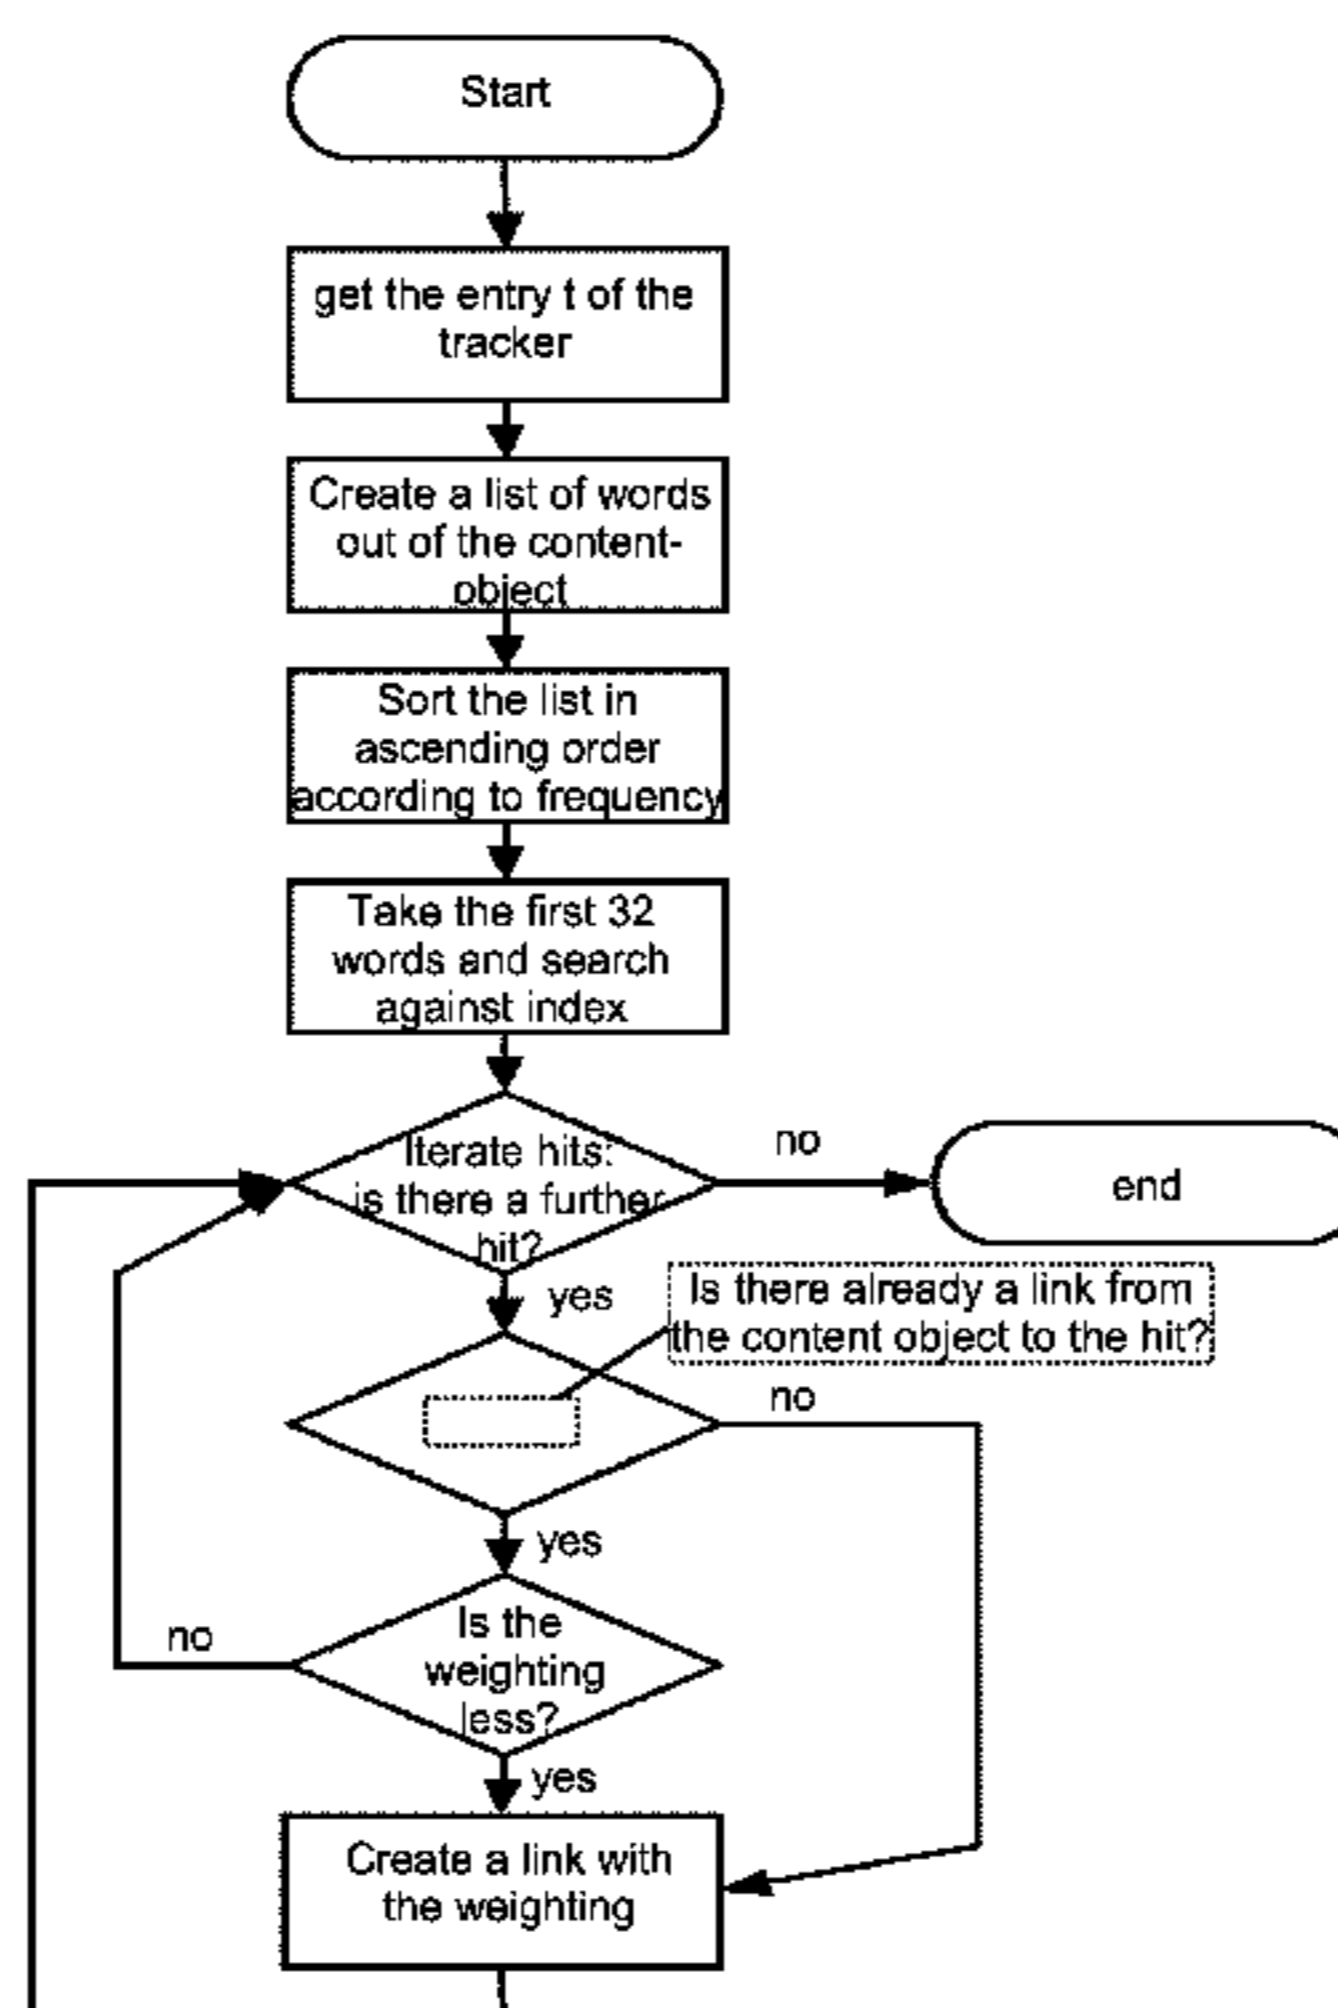 Start
get the entry t of the
tracker
Create a list of words
out of the content-
object
Sort the list in
ascending order
according to frequency
Take the first 32
words and search
against index
Iterate hits:
is there a further
hit?
no
end
yes
Is there already a link from
the content object to the hit?
no
yes
Is the
weighting
less?
no
yes
Create a link with
the weighting